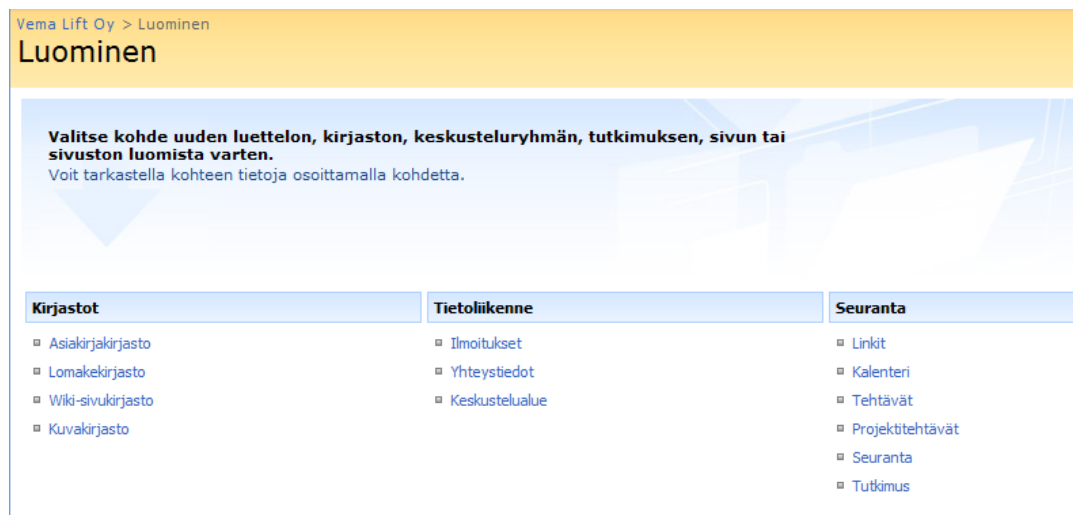 Vema Lift Oy > Luominen
Luominen
Valitse kohde uuden luettelon, kirjaston, keskusteluryhmän, tutkimuksen, sivun tai
sivuston luomista varten.
Voit tarkastella kohteen tietoja osoittamalla kohdetta.
Kirjastot
Asiakirjakirjasto
Lomakekirjasto
Wiki-sivukirjasto
Kuvakirjasto
Tietoliikenne
Ilmoitukset
Yhteystiedot
Keskustelualue
Seuranta
Linkit
Kalenteri
Tehtävät
Projektitehtävät
Seuranta
Tutkimus